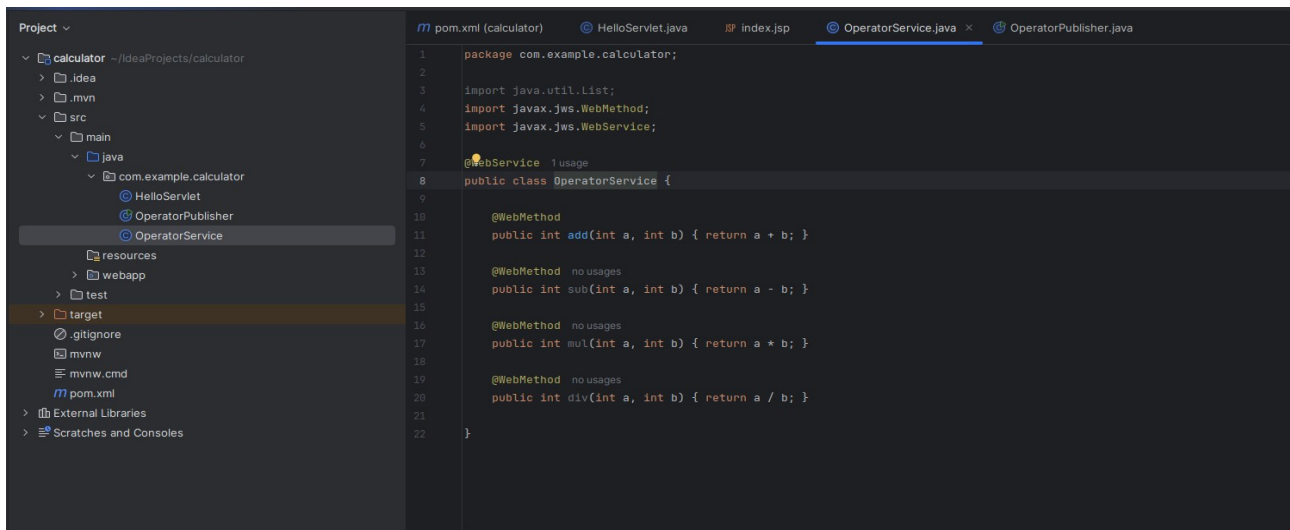 Project
calculator ~/IdeaProjects/calculator
.idea
.mvn
src
main
java
com.example.calculator
HelloServlet
OperatorPublisher
OperatorService
resources
webapp
test
target
.gitignore
mvnw
mvnw.cmd
m pom.xml
External Libraries
Scratches and Consoles
m pom.xml (calculator) © HelloServlet.java JSP index.jsp © OperatorService.java × © OperatorPublisher.java
1 package com.example.calculator;
2
3 import java.util.List;
4 import javax.jws.WebMethod;
5 import javax.jws.WebService;
6
7 @WebService 1 usage
8 public class OperatorService {
9
10 @WebMethod
11 public int add(int a, int b) { return a + b; }
12
13 @WebMethod no usages
14 public int sub(int a, int b) { return a - b; }
15
16 @WebMethod no usages
17 public int mul(int a, int b) { return a * b; }
18
19 @WebMethod no usages
20 public int div(int a, int b) { return a / b; }
21
22 }